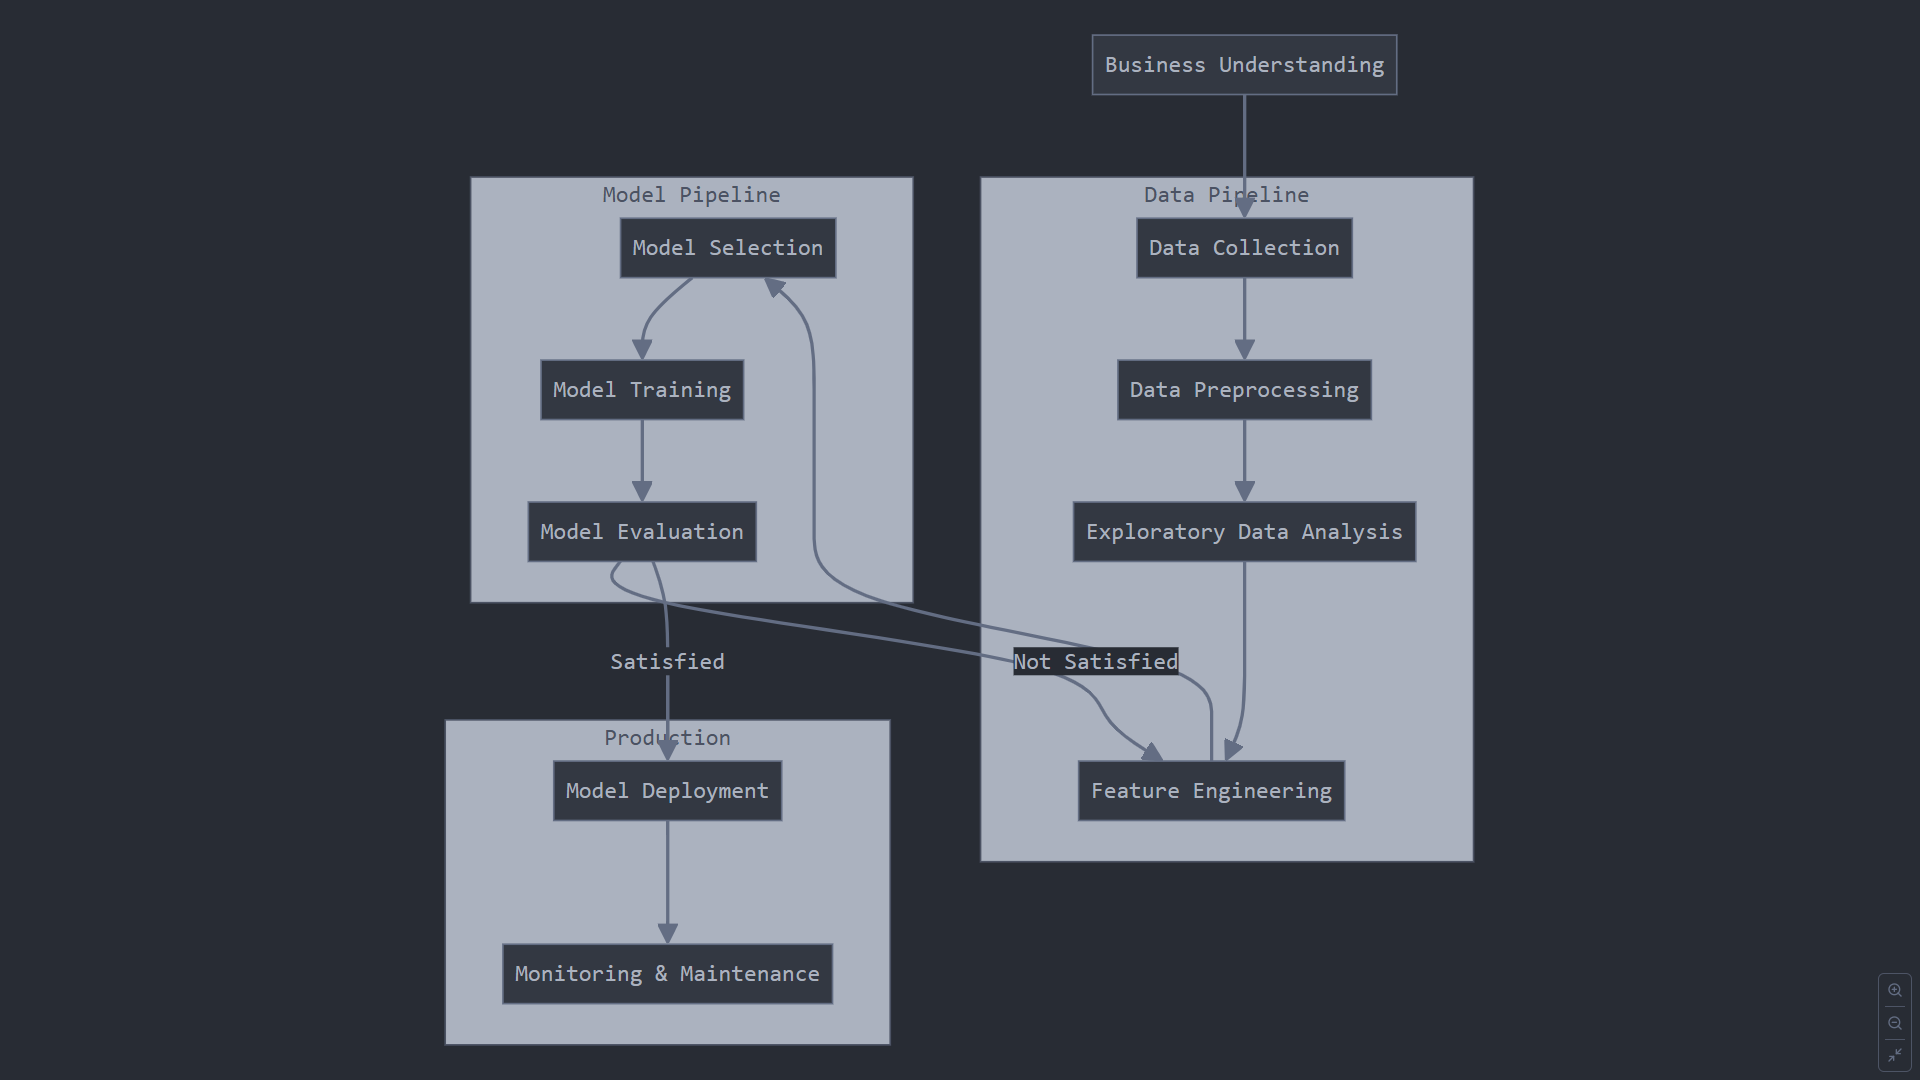 Business Understanding
Model Pipeline
Model Selection
Model Training
Model Evaluation
Data Pipeline
Data Collection
Data Preprocessing
Exploratory Data Analysis
Satisfied
Not Satisfied
Feature Engineering
Production
Model Deployment
Monitoring & Maintenance